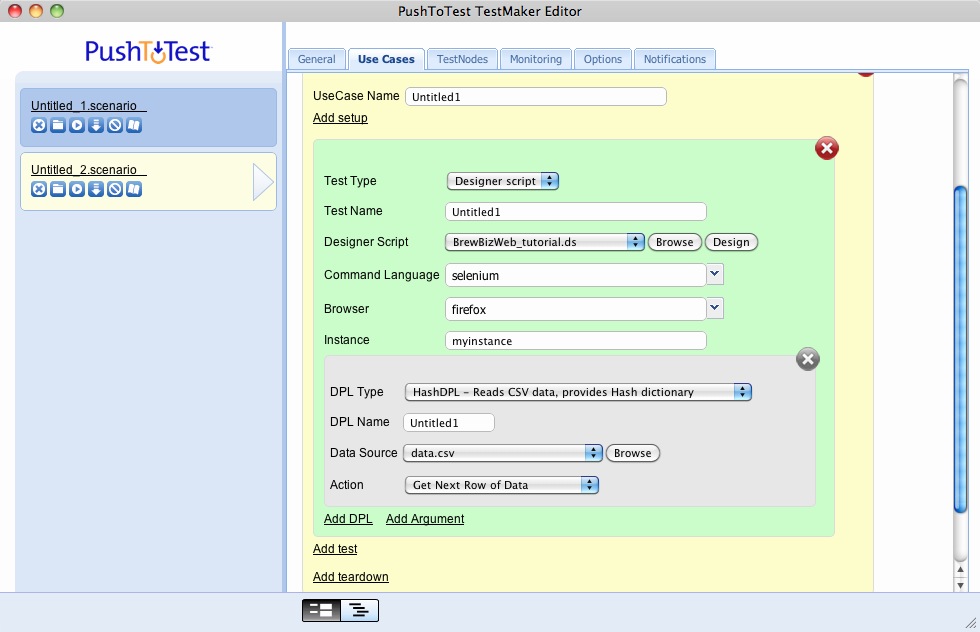 PushToTest TestMaker Editor
PushToTest
General Use Cases TestNodes Monitoring Options Notifications
Untitled_1.scenario
Untitled_2.scenario
UseCase Name Untitled1
Add setup
Test Type Designer script
Test Name Untitled1
Designer Script BrewBizWeb_tutorial.ds Browse Design
Command Language selenium
Browser firefox
Instance myinstance
DPL Type HashDPL – Reads CSV data, provides Hash dictionary
DPL Name Untitled1
Data Source data.csv Browse
Action Get Next Row of Data
Add DPL Add Argument
Add test
Add teardown